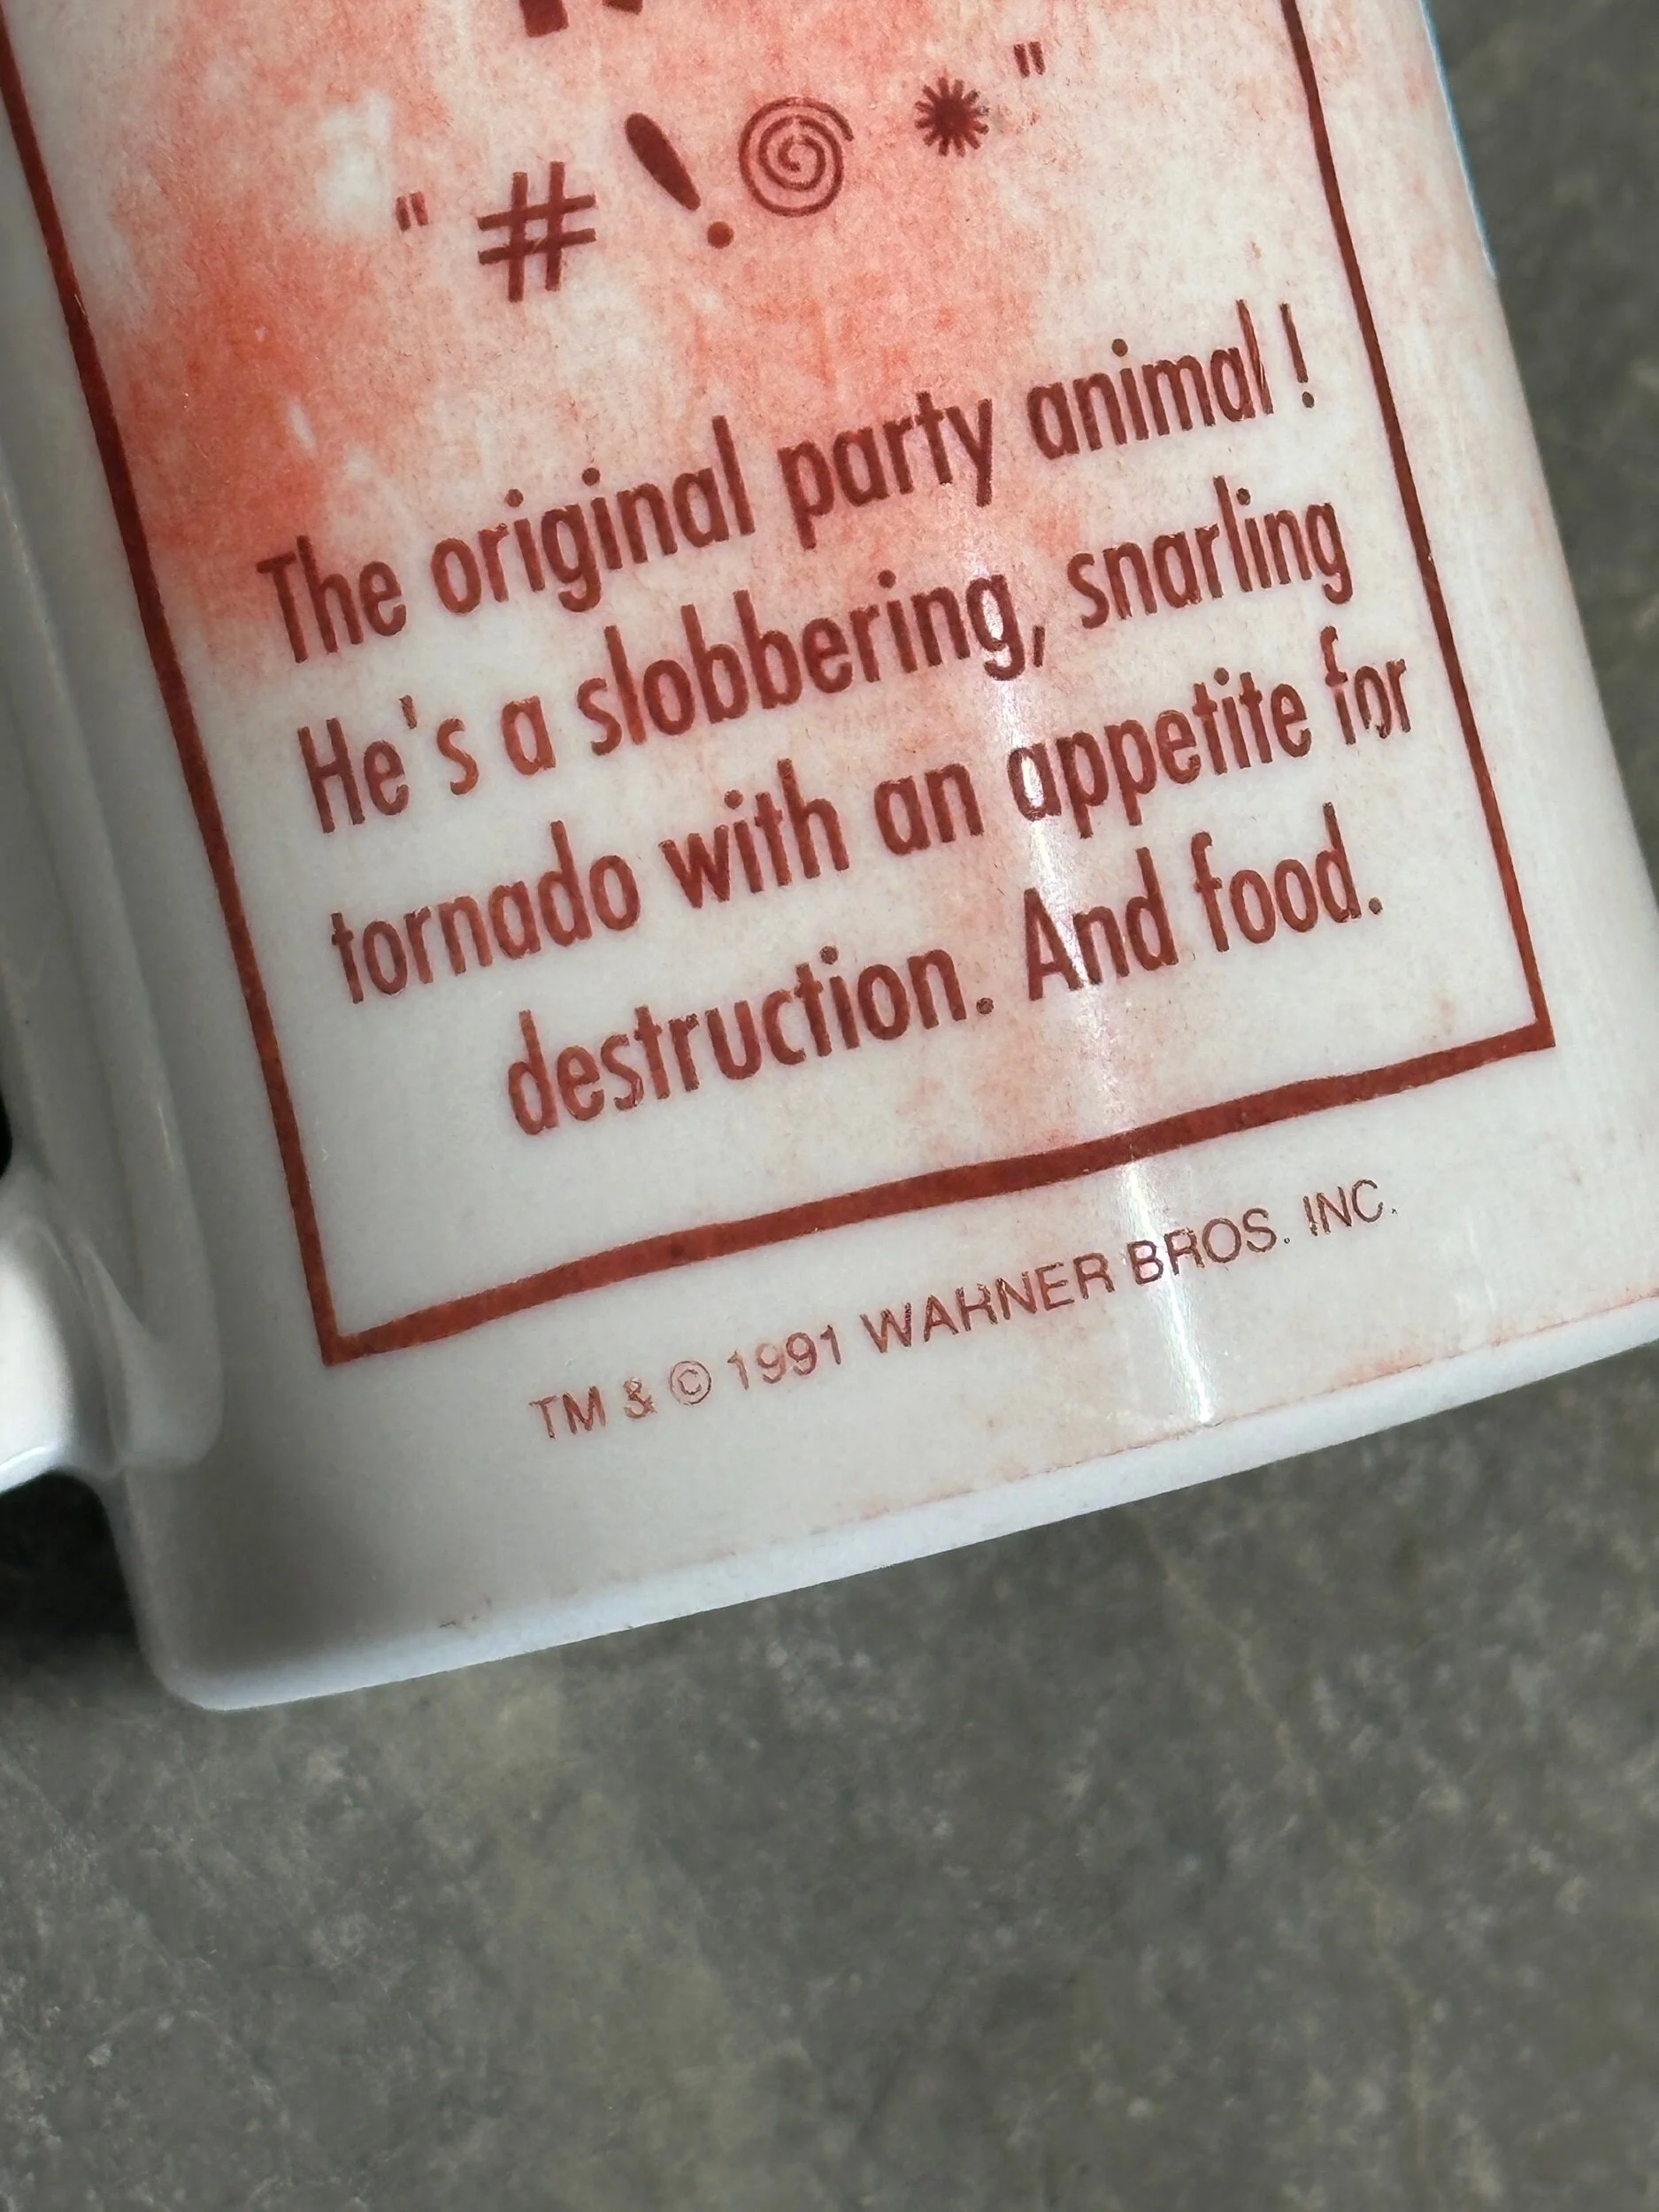 "#!@*"
The original party animal!
He's a slobbering, snarling
tornado with an appetite for
destruction. And food.
TM & © 1991 WARNER BROS. INC.